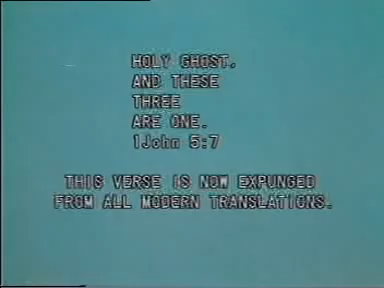 HOLY GHOST.
AND THESE
THREE
ARE ONE.
1John 5:7
THIS VERSE IS NOW EXPUNGED
FROM ALL MODERN TRANSLATIONS.